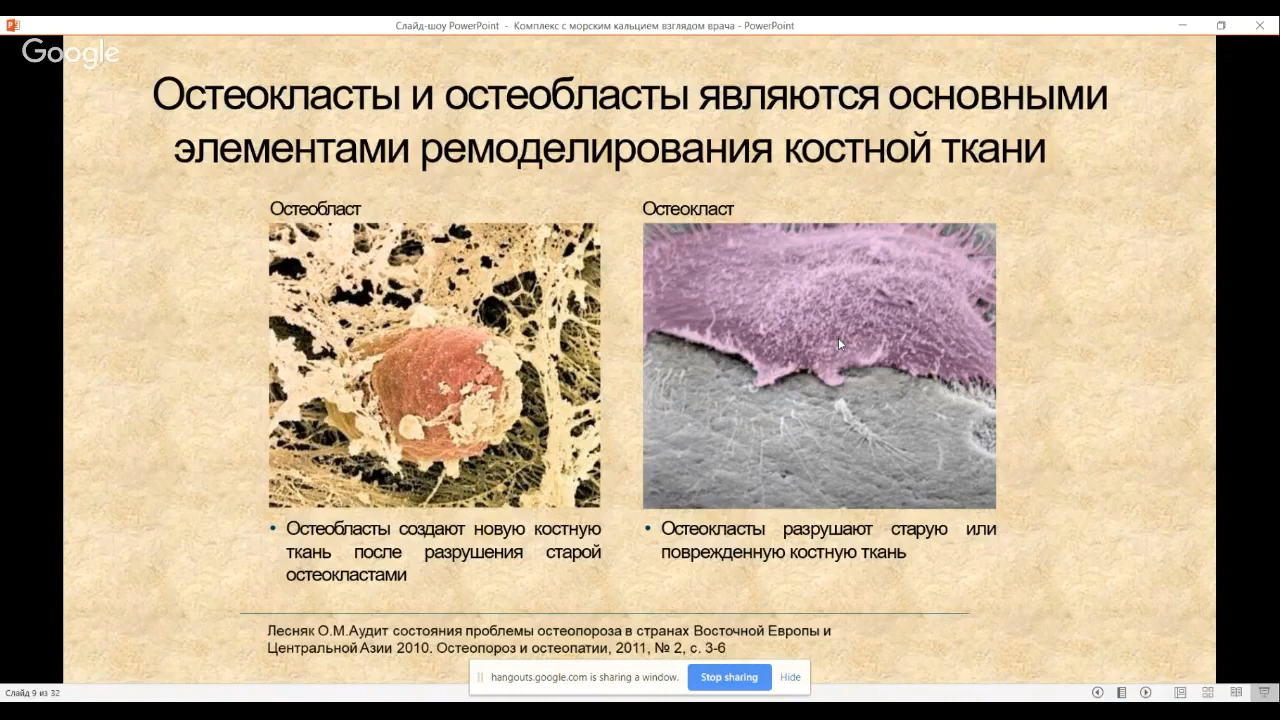 Слайд-шоу PowerPoint - Комплекс с морским кальцием взглядом врача - PowerPoint
Google
Остеокласты и остеобласты являются основными
элементами ремоделирования костной ткани
Остеобласт
Остеокласт
• Остеобласты создают новую костную
ткань после разрушения старой
остеокластами
• Остеокласты разрушают старую или
поврежденную костную ткань
Лесняк О.М.Аудит состояния проблемы остеопороза в странах Восточной Европы и
Центральной Азии 2010. Остеопороз и остеопатии, 2011, № 2, с. 3-6
hangouts.google.com is sharing a window. Stop sharing Hide
Слайд 9 из 32